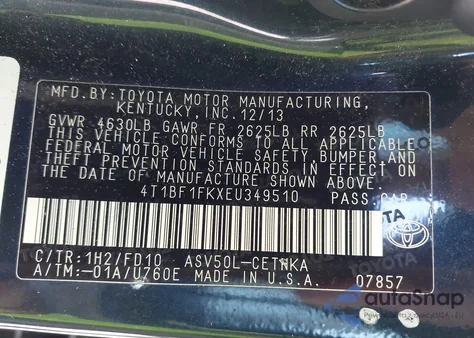 MFD. BY: TOYOTA MOTOR MANUFACTURING,
KENTUCKY, INC. 12/13
GVWR 4630LB GAWR FR 2625LB RR 2625LB
THIS VEHICLE CONFORMS TO ALL APPLICABLE
FEDERAL MOTOR VEHICLE SAFETY, BUMPER, AND
THEFT PREVENTION STANDARDS IN EFFECT ON
THE DATE OF MANUFACTURE SHOWN ABOVE.
4T1BF1FKXEU349510 PASS. CAR
C/TR: 1H2/FD10 ASV50L-CETNKA
A/TM: -01A/U760E MADE IN U.S.A. 07857
TOYOTA
autoSnap